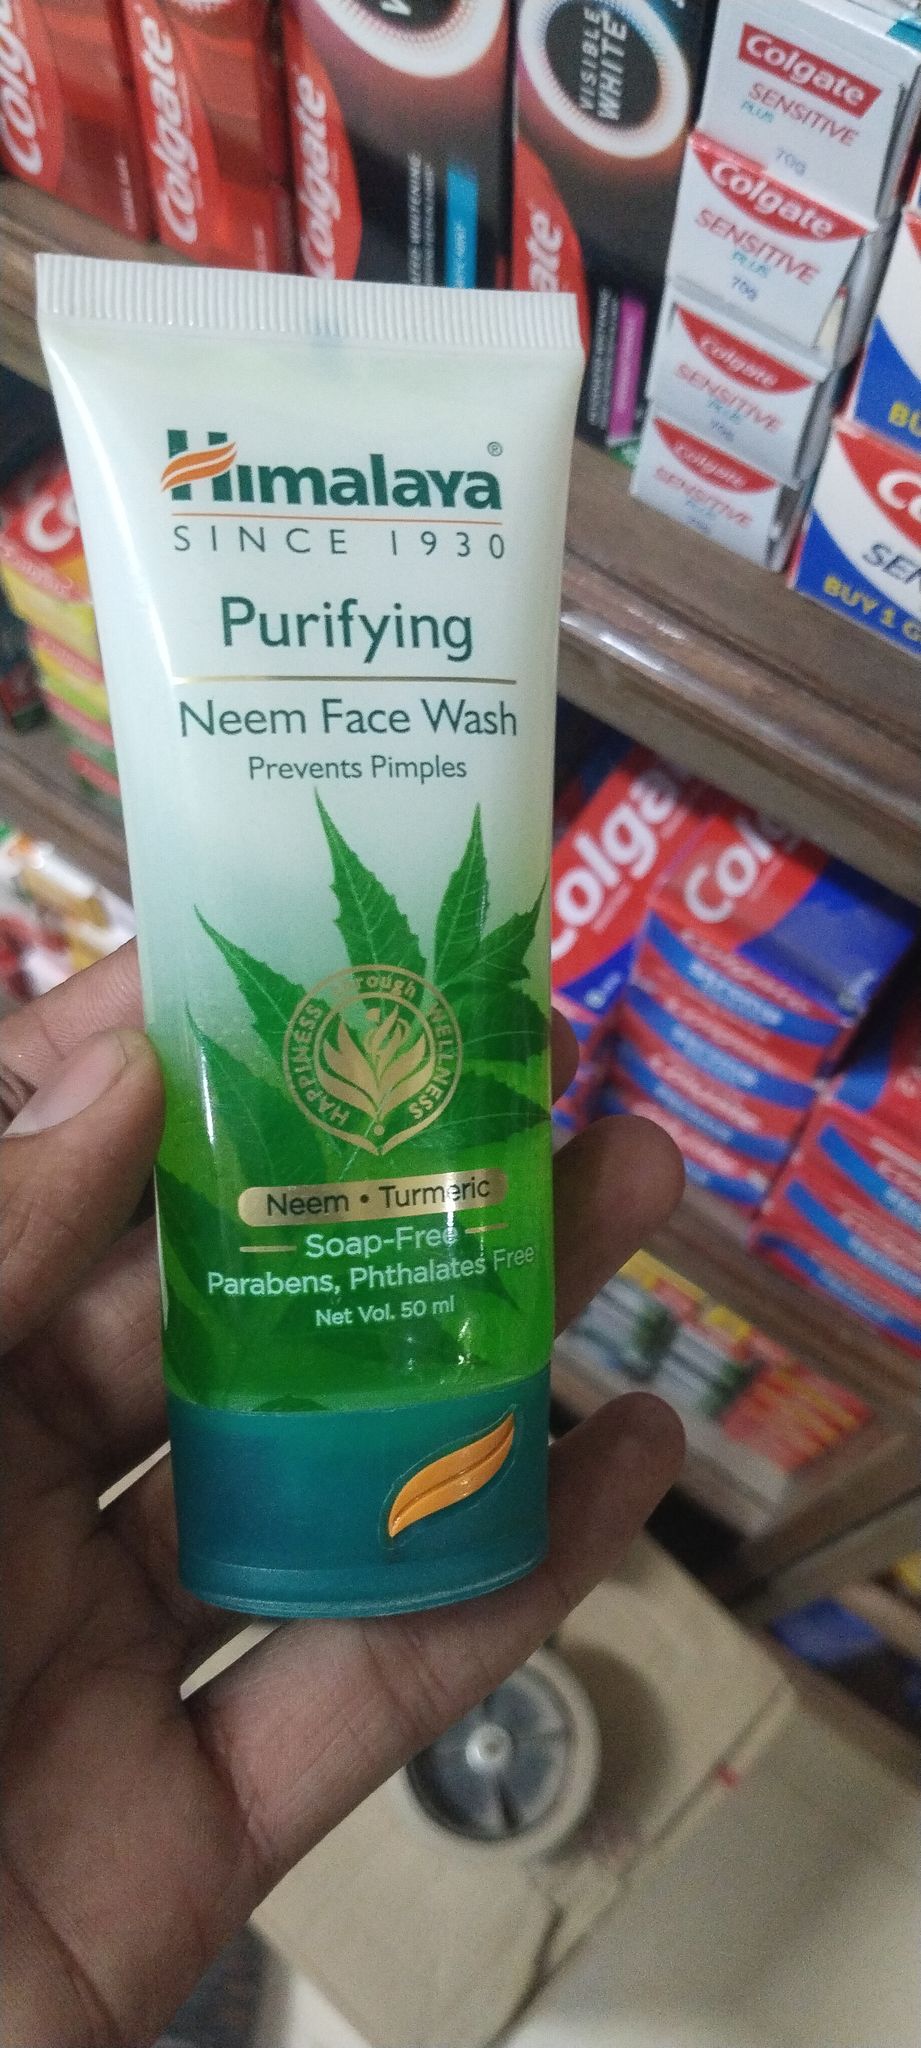 Himalaya®
SINCE 1930
Purifying
Neem Face Wash
Prevents Pimples
HAPPINESS through WELLNESS
Neem • Turmeric
Soap-Free
Parabens, Phthalates Free
Net Vol. 50 ml
Colgate
Colgate
VISIBLE
WHITE
Colgate
SENSITIVE
PLUS
70g
Colgate
SENSITIVE
PLUS
70g
Colgate
SENSITIVE
PLUS
Colgate
SENSITIVE
BUY 1 G